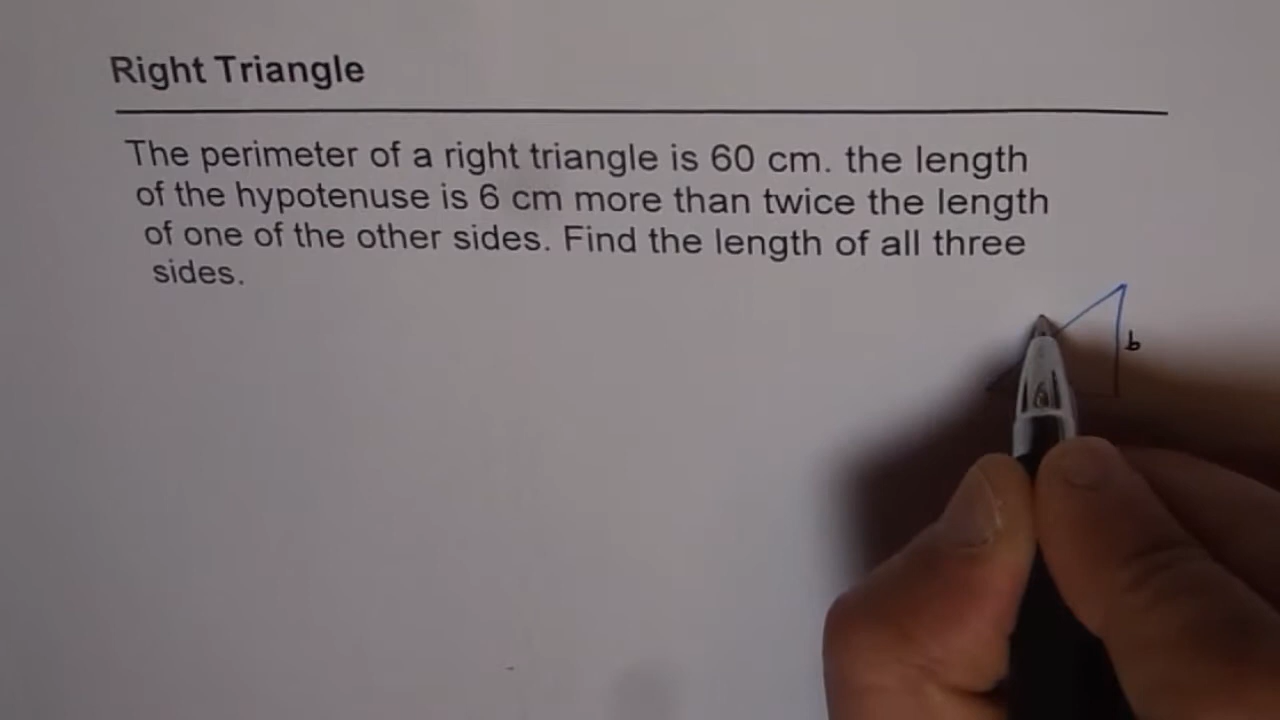 Right Triangle
The perimeter of a right triangle is 60 cm. the length
of the hypotenuse is 6 cm more than twice the length
of one of the other sides. Find the length of all three
sides.
b